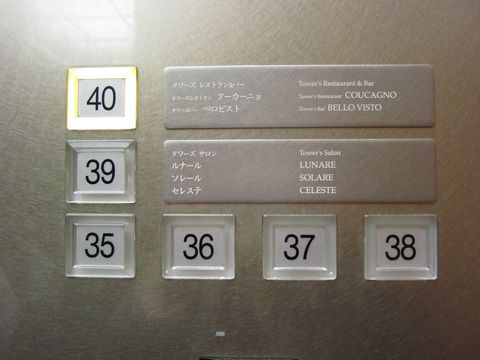 40
タワーズ レストラン&バー Tower's Restaurant & Bar
タワーズレストラン クーカーニョ Tower's Restaurant COUCAGNO
タワーズバー ベロビスト Tower's Bar BELLO VISTO
39
タワーズ サロン Tower's Salon
ルナール LUNARE
ソレール SOLARE
セレステ CELESTE
35 36 37 38